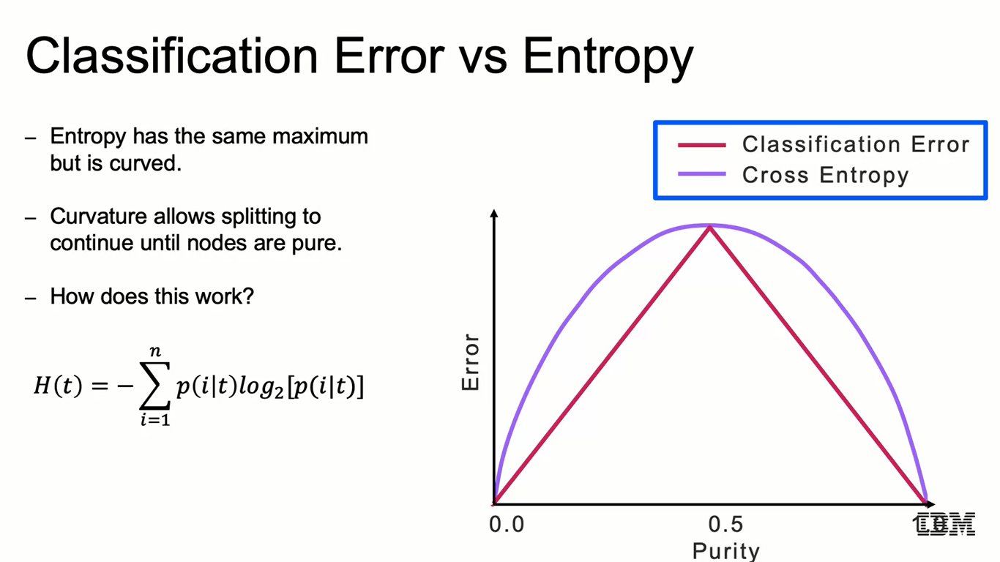 Classification Error vs Entropy
– Entropy has the same maximum
but is curved.
– Curvature allows splitting to
continue until nodes are pure.
– How does this work?
n
H(t) = − ∑ p(i|t)log₂[p(i|t)]
i=1
Classification Error
Cross Entropy
Error
0.0 0.5 1.0
IBM
Purity